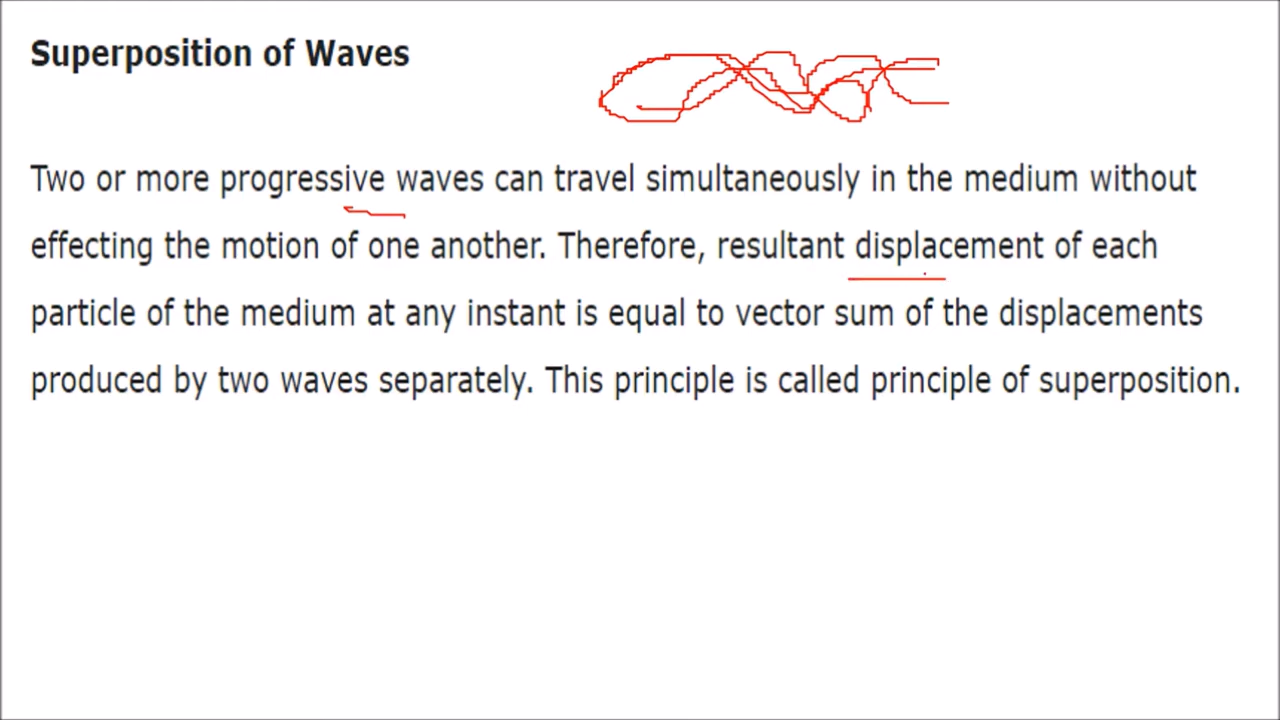 Superposition of Waves
Two or more progressive waves can travel simultaneously in the medium without
effecting the motion of one another. Therefore, resultant displacement of each
particle of the medium at any instant is equal to vector sum of the displacements
produced by two waves separately. This principle is called principle of superposition.